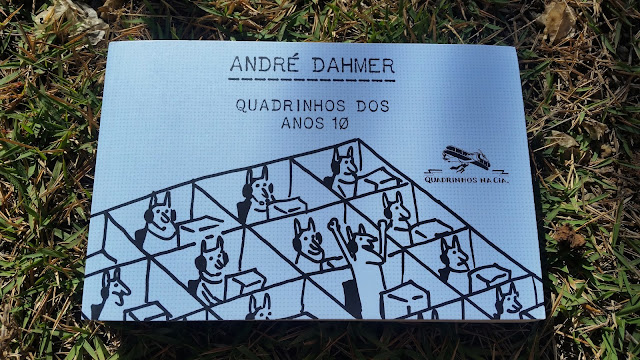 ANDRÉ DAHMER
QUADRINHOS DOS
ANOS 10
QUADRINHOS NA CIA.